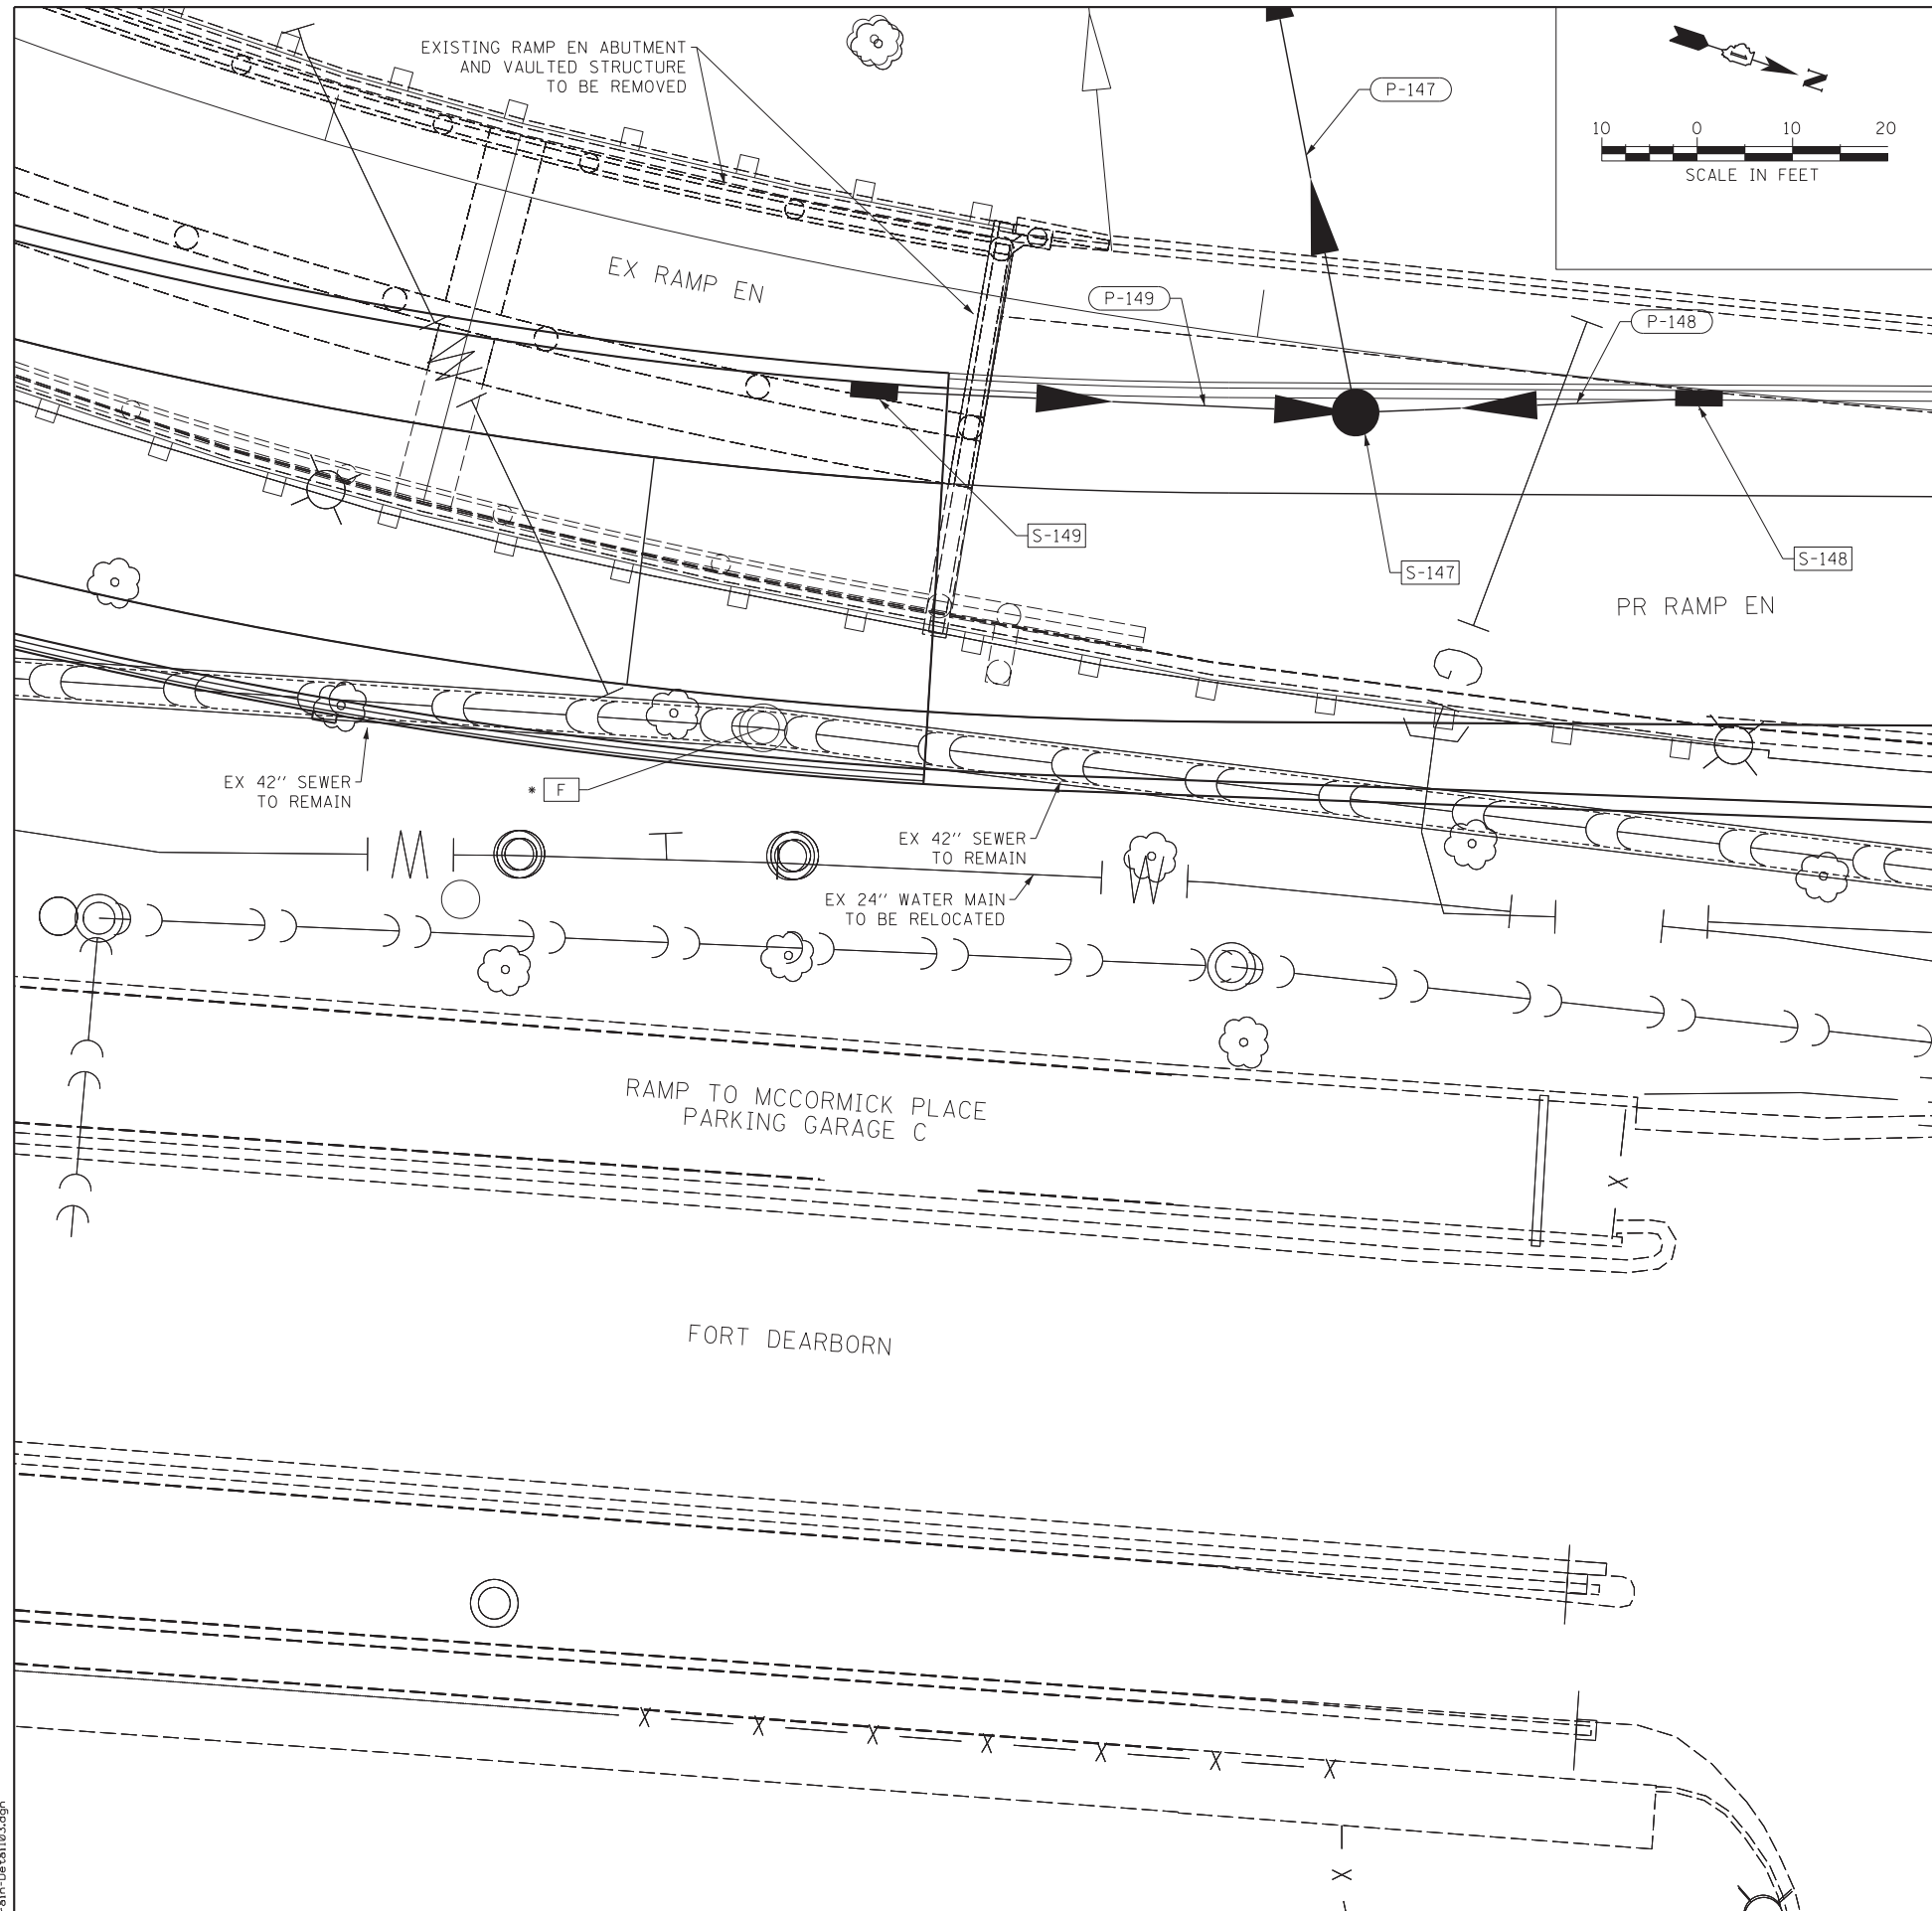 EXISTING RAMP EN ABUTMENT
AND VAULTED STRUCTURE
TO BE REMOVED
P-147
N
10 0 10 20
SCALE IN FEET
EX RAMP EN
P-149
P-148
S-149
S-147
S-148
PR RAMP EN
G
EX 42’’ SEWER
TO REMAIN
* F
EX 42’’ SEWER
TO REMAIN
W
W
EX 24’’ WATER MAIN
TO BE RELOCATED
RAMP TO MCCORMICK PLACE
PARKING GARAGE C
FORT DEARBORN